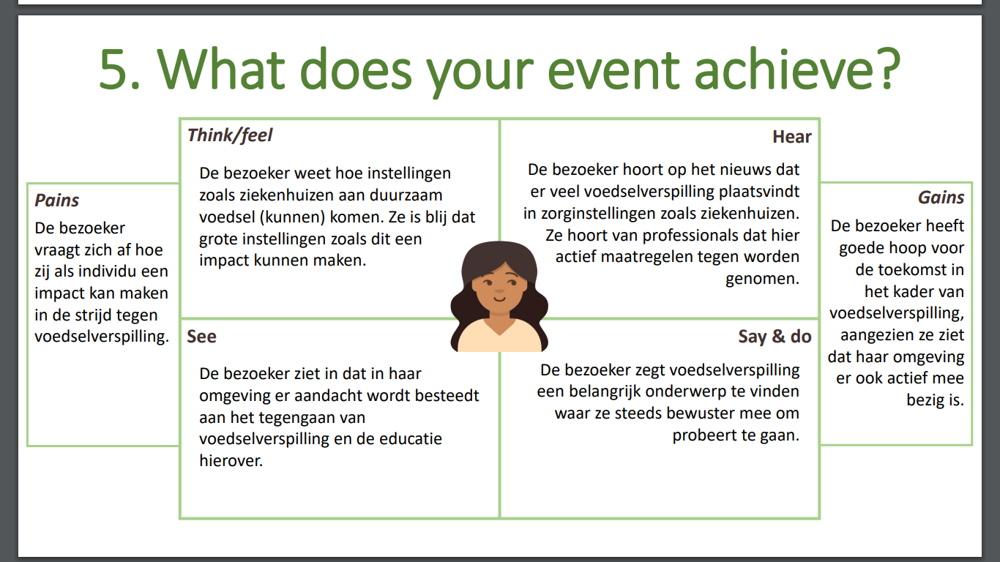 5. What does your event achieve?
Think/feel
De bezoeker weet hoe instellingen
zoals ziekenhuizen aan duurzaam
voedsel (kunnen) komen. Ze is blij dat
grote instellingen zoals dit een
impact kunnen maken.
Hear
De bezoeker hoort op het nieuws dat
er veel voedselverspilling plaatsvindt
in zorginstellingen zoals ziekenhuizen.
Ze hoort van professionals dat hier
actief maatregelen tegen worden
genomen.
Pains
De bezoeker
vraagt zich af hoe
zij als individu een
impact kan maken
in de strijd tegen
voedselverspilling.
Gains
De bezoeker heeft
goede hoop voor
de toekomst in
het kader van
voedselverspilling,
aangezien ze ziet
dat haar omgeving
er ook actief mee
bezig is.
See
De bezoeker ziet in dat in haar
omgeving er aandacht wordt besteedt
aan het tegengaan van
voedselverspilling en de educatie
hierover.
Say & do
De bezoeker zegt voedselverspilling
een belangrijk onderwerp te vinden
waar ze steeds bewuster mee om
probeert te gaan.